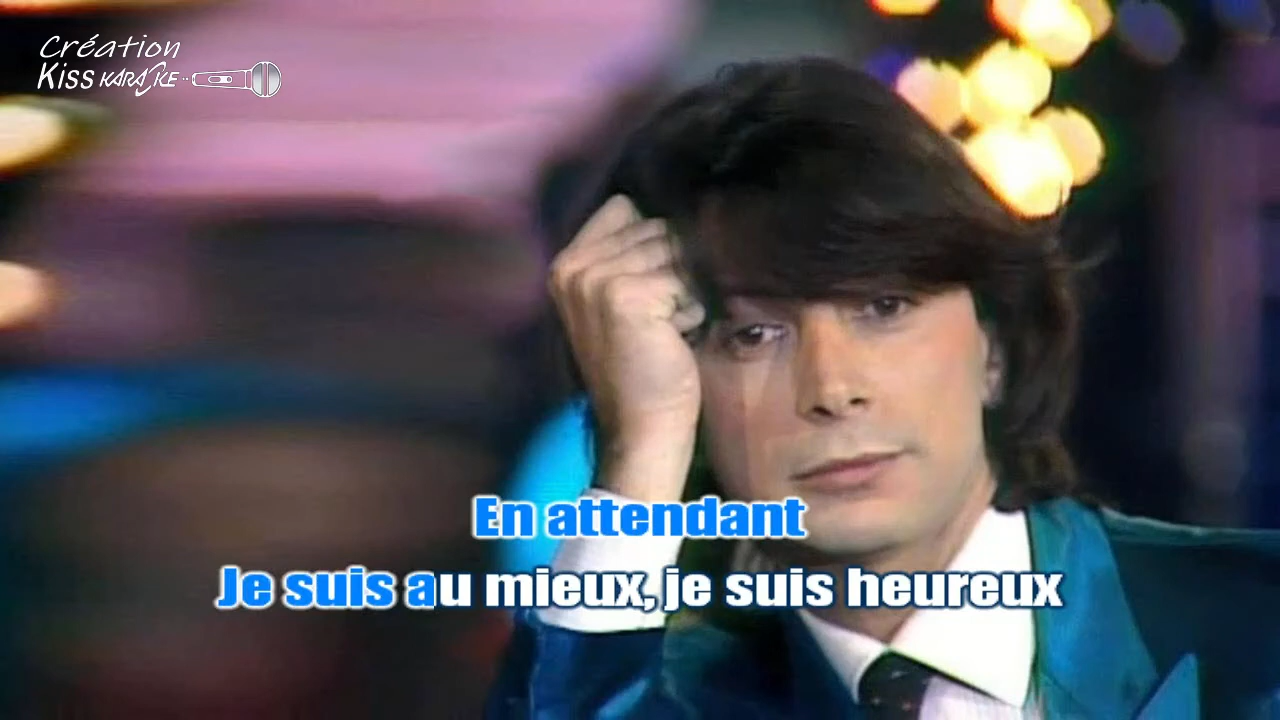 Création
Kiss KARAOKE
En attendant
Je suis au mieux, je suis heureux